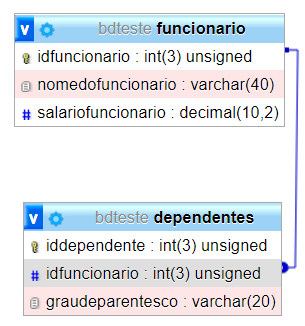 v bdteste funcionario
idfuncionario : int(3) unsigned
nomedofuncionario : varchar(40)
# salariofuncionario : decimal(10,2)
v bdteste dependentes
iddependente : int(3) unsigned
# idfuncionario : int(3) unsigned
graudeparentesco : varchar(20)